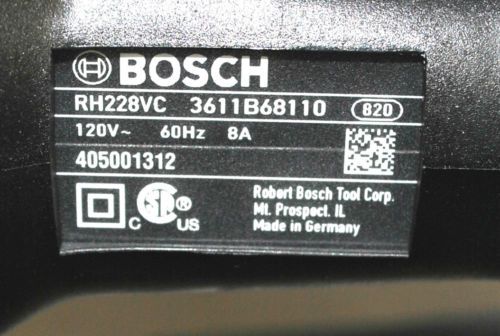 BOSCH
RH228VC 3611B68110 820
120V~ 60Hz 8A
405001312
C SA ® US
Robert Bosch Tool Corp.
Mt. Prospect. IL
Made in Germany